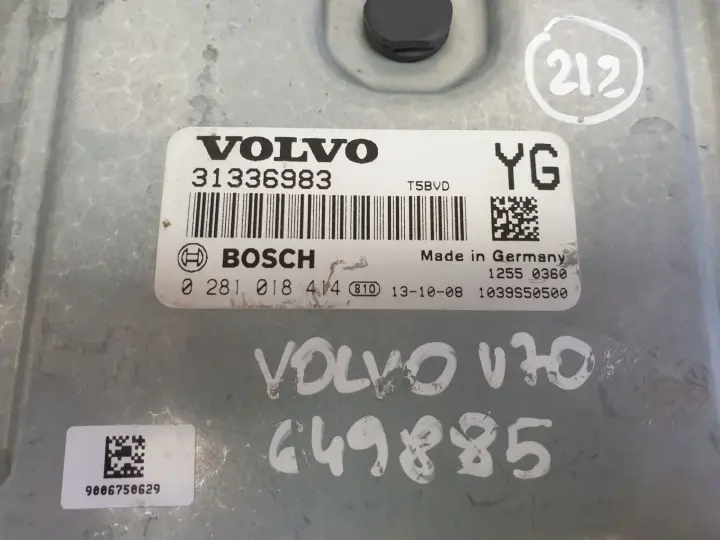 212
VOLVO
31336983 T5BVD YG
BOSCH Made in Germany
1255 0360
0 281 018 414 810 13-10-08 1039S50500
VOLVO V70
649885
9006750629